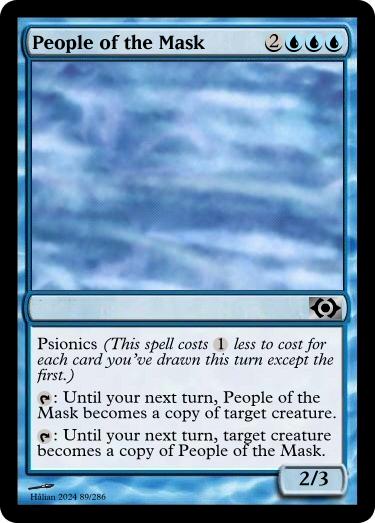 People of the Mask 2
Psionics (This spell costs 1 less to cost for
each card you've drawn this turn except the
first.)
: Until your next turn, People of the
Mask becomes a copy of target creature.
: Until your next turn, target creature
becomes a copy of People of the Mask.
2/3
Hālian 2024 89/286